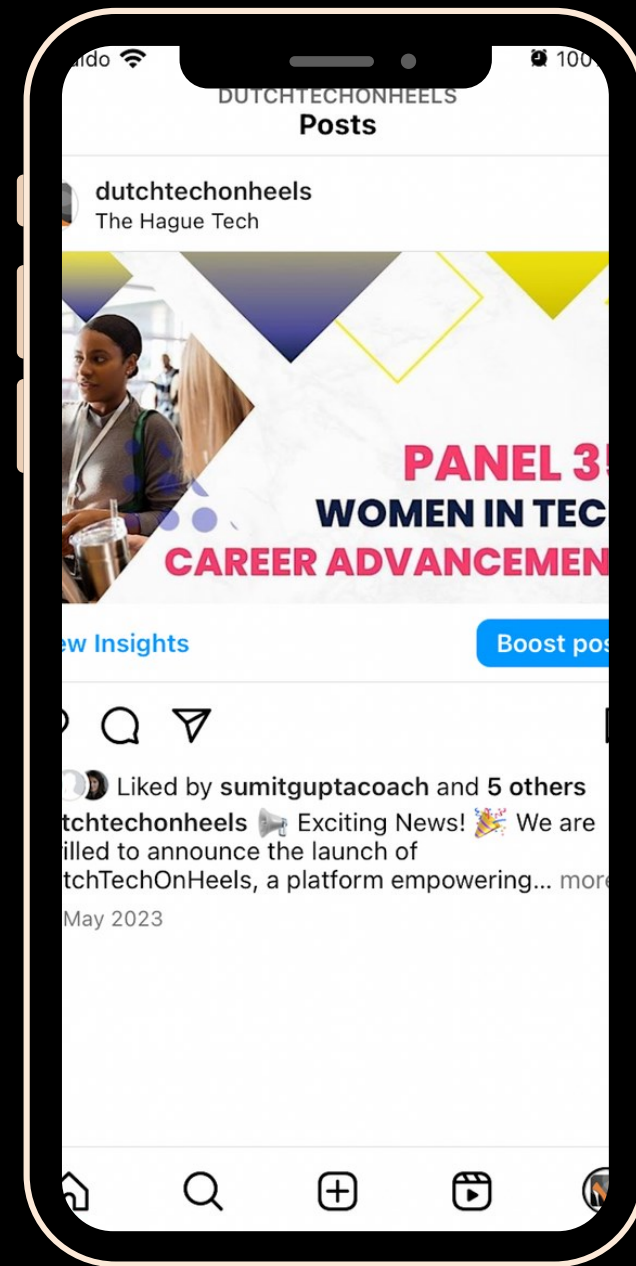 DUTCHTECHONHEELS
Posts
dutchtechonheels
The Hague Tech
PANEL
WOMEN IN TEC
CAREER ADVANCEMEN
ew Insights
Boost pos
Liked by sumitguptacoach and 5 others
tchtechonheels 📢 Exciting News! 🎉 We are
illed to announce the launch of
tchTechOnHeels, a platform empowering... more
May 2023